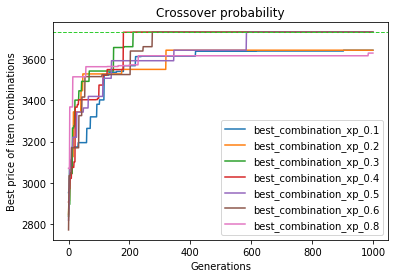 Crossover probability
Best price of item combinations
3600
3400
3200
3000
2800
best_combination_xp_0.1
best_combination_xp_0.2
best_combination_xp_0.3
best_combination_xp_0.4
best_combination_xp_0.5
best_combination_xp_0.6
best_combination_xp_0.8
0 200 400 600 800 1000
Generations